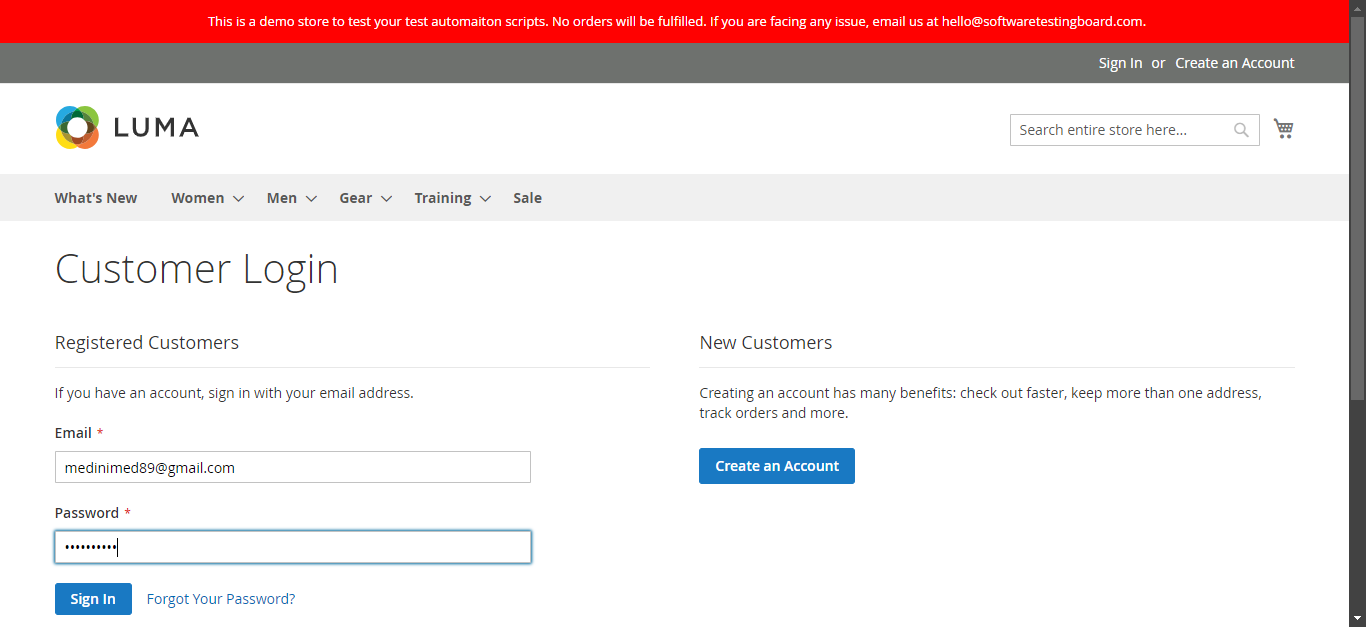 This is a demo store to test your test automaiton scripts. No orders will be fulfilled. If you are facing any issue, email us at hello@softwaretestingboard.com.
Sign In or Create an Account
LUMA
Search entire store here...
What's New Women Men Gear Training Sale
Customer Login
Registered Customers
If you have an account, sign in with your email address.
Email *
medinimed89@gmail.com
Password *
••••••••••
Sign In Forgot Your Password?
New Customers
Creating an account has many benefits: check out faster, keep more than one address,
track orders and more.
Create an Account